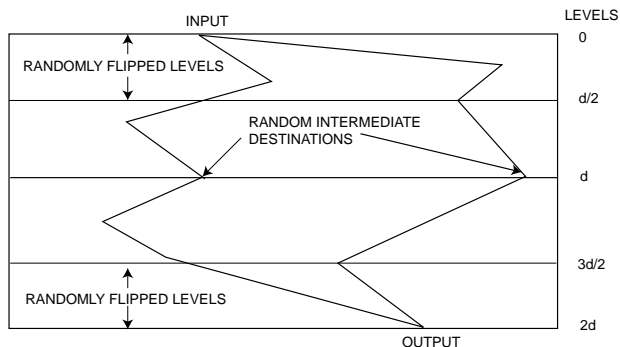 INPUT
LEVELS
0
RANDOMLY FLIPPED LEVELS
d/2
RANDOM INTERMEDIATE
DESTINATIONS
d
3d/2
RANDOMLY FLIPPED LEVELS
2d
OUTPUT